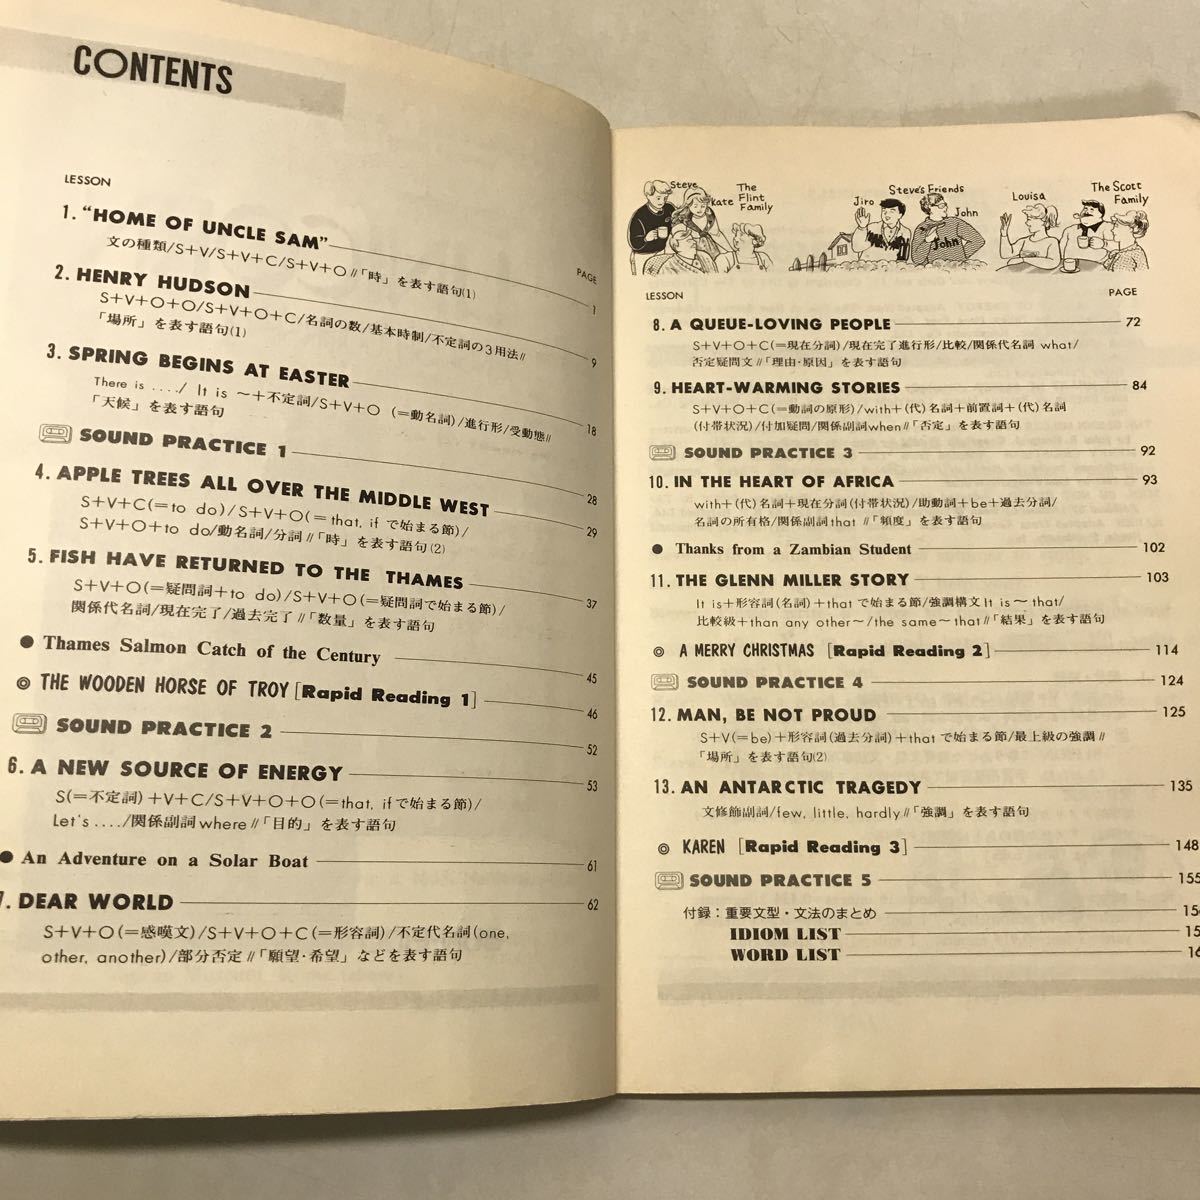 CONTENTS
LESSON
PAGE
1. “HOME OF UNCLE SAM” 1
文の種類/S+V/S+V+C/S+V+O//「時」を表す語句(1)
2. HENRY HUDSON 9
S+V+O+O/S+V+O+C/名詞の数/基本時制/不定詞の3用法//
「場所」を表す語句(1)
3. SPRING BEGINS AT EASTER 18
There is ..../ It is ～+不定詞/S+V+O (=動名詞)/進行形/受動態//
「天候」を表す語句
SOUND PRACTICE 1 28
4. APPLE TREES ALL OVER THE MIDDLE WEST 29
S+V+C(=to do)/S+V+O(=that, if で始まる節)/
S+V+O+to do/動名詞/分詞//「時」を表す語句(2)
5. FISH HAVE RETURNED TO THE THAMES 37
S+V+O(=疑問詞+to do)/S+V+O(=疑問詞で始まる節)/
関係代名詞/現在完了/過去完了//「数量」を表す語句
● Thames Salmon Catch of the Century 45
◎ THE WOODEN HORSE OF TROY [Rapid Reading 1] 46
SOUND PRACTICE 2 52
6. A NEW SOURCE OF ENERGY 53
S(=不定詞)+V+C/S+V+O+O(=that, ifで始まる節)/
Let's ..../関係副詞where//「目的」を表す語句
● An Adventure on a Solar Boat 61
7. DEAR WORLD 62
S+V+O(=感嘆文)/S+V+O+C(=形容詞)/不定代名詞(one,
other, another)/部分否定//「願望・希望」などを表す語句
Steve
Kate
The
Flint
Family
Steve's Friends
Jiro
John
John
Louisa
The Scott
Family
LESSON
PAGE
8. A QUEUE-LOVING PEOPLE 72
S+V+O+C(=現在分詞)/現在完了進行形/比較/関係代名詞 what/
否定疑問文//「理由・原因」を表す語句
9. HEART-WARMING STORIES 84
S+V+O+C(=動詞の原形)/with+(代)名詞+前置詞+(代)名詞
(付帯状況)/付加疑問/関係副詞when//「否定」を表す語句
SOUND PRACTICE 3 92
10. IN THE HEART OF AFRICA 93
with+(代)名詞+現在分詞(付帯状況)/助動詞+be+過去分詞/
名詞の所有格/関係副詞that //「頻度」を表す語句
● Thanks from a Zambian Student 102
11. THE GLENN MILLER STORY 103
It is+形容詞(名詞)+thatで始まる節/強調構文It is～that/
比較級+than any other～/the same～that//「結果」を表す語句
◎ A MERRY CHRISTMAS [Rapid Reading 2] 114
SOUND PRACTICE 4 124
12. MAN, BE NOT PROUD 125
S+V(=be)+形容詞(過去分詞)+thatで始まる節/最上級の強調//
「場所」を表す語句(2)
13. AN ANTARCTIC TRAGEDY 135
文修飾副詞/few, little, hardly//「強調」を表す語句
◎ KAREN [Rapid Reading 3] 148
SOUND PRACTICE 5 155
付録：重要文型・文法のまとめ
IDIOM LIST
WORD LIST